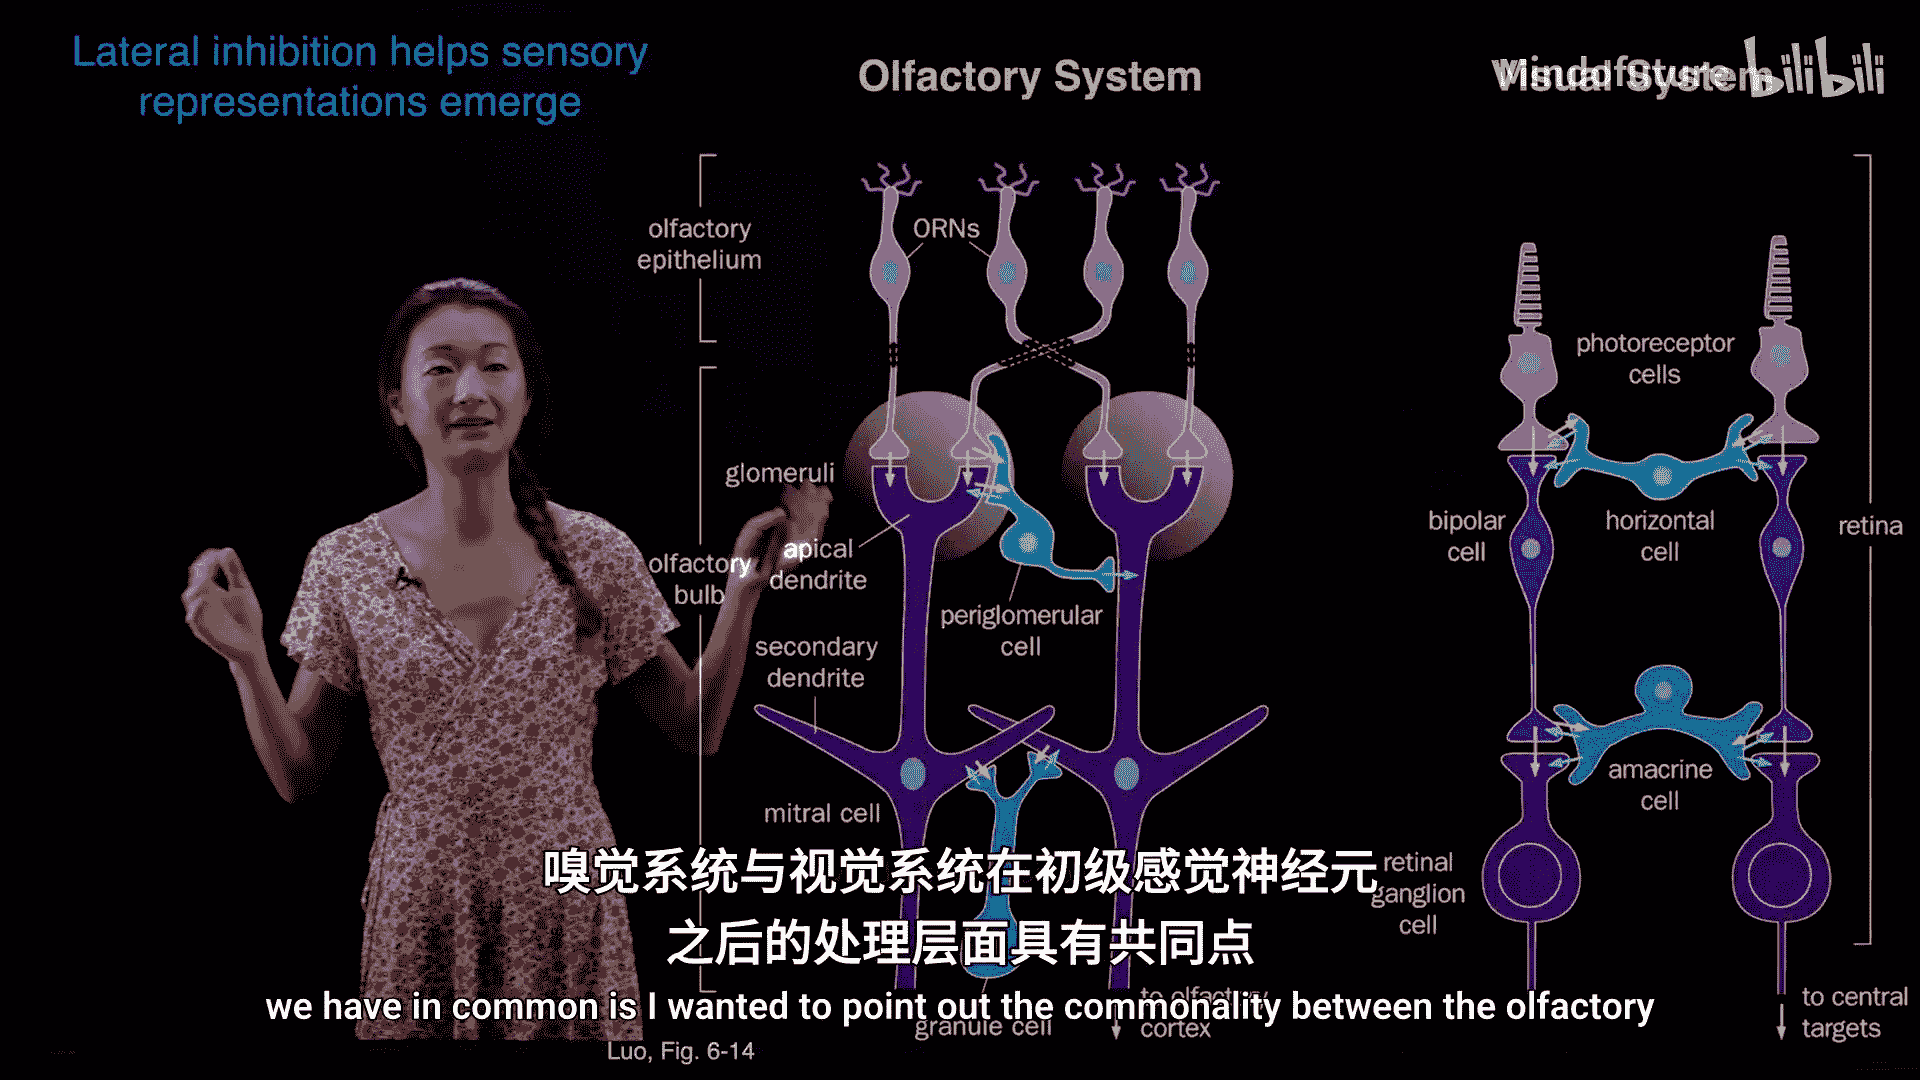 Lateral inhibition helps sensory
representations emerge
Olfactory System
Visual System
Mindofuture
bilibili
olfactory
epithelium
ORNs
photoreceptor
cells
glomeruli
bipolar
cell
horizontal
cell
retina
apical
dendrite
olfactory
bulb
periglomerular
cell
secondary
dendrite
amacrine
cell
mitral cell
retinal
ganglion
cell
嗅觉系统与视觉系统在初级感觉神经元
之后的处理层面具有共同点
we have in common is I wanted to point out the commonality between the olfactory
granule cell
to olfactory
cortex
to central
targets
Luo, Fig. 6-14